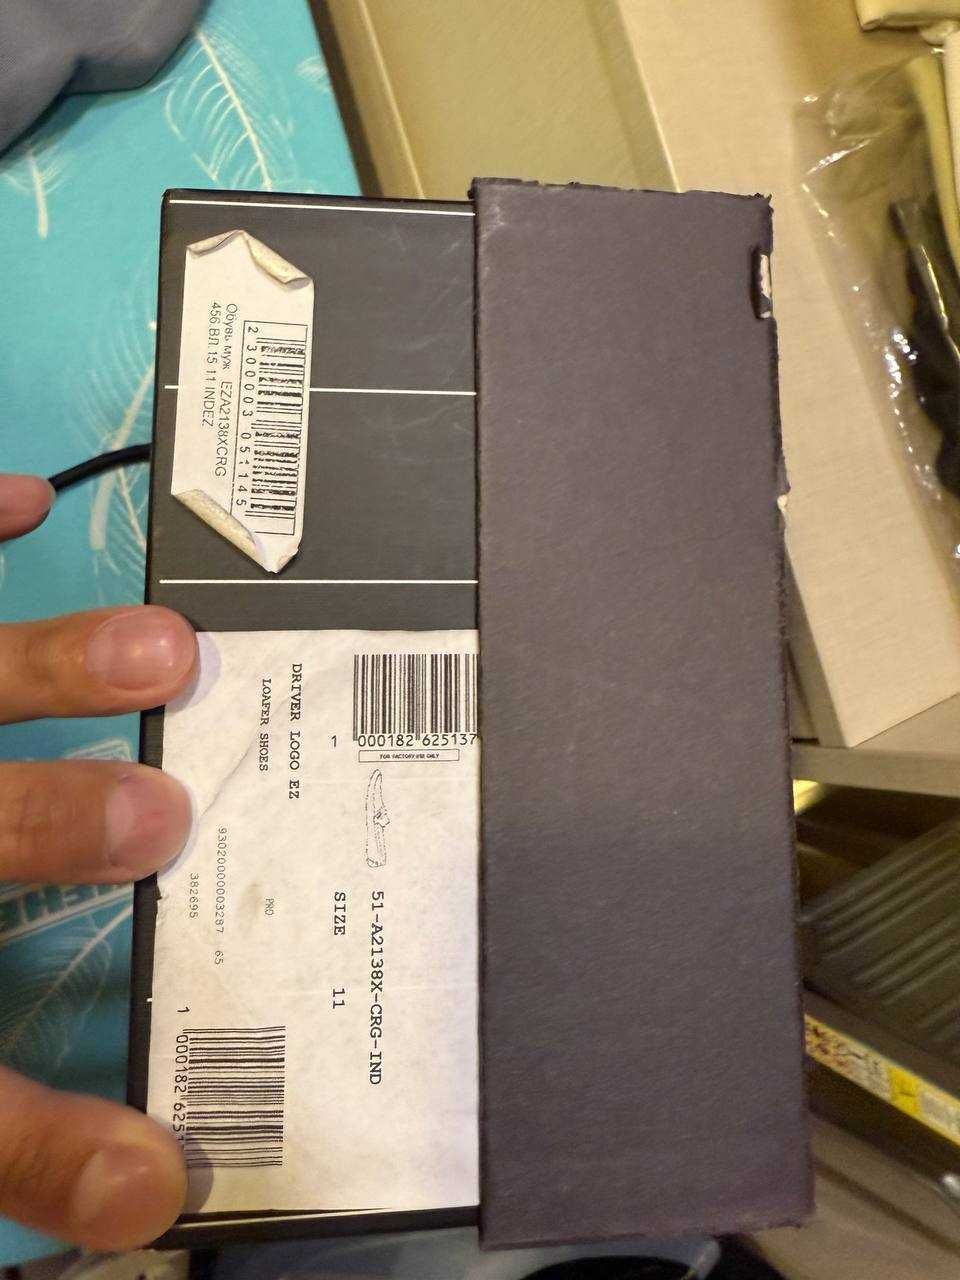 2 300003 051145
Обувь муж EZA2138XCRG
456.ВЛ.15 11 INDEZ
1 000182 625137
FOR FACTORY USE ONLY
51-A2138X-CRG-IND
SIZE 11
DRIVER LOGO EZ
LOAFER SHOES
PRO
9302000003287 65
382695
1 000182 6251